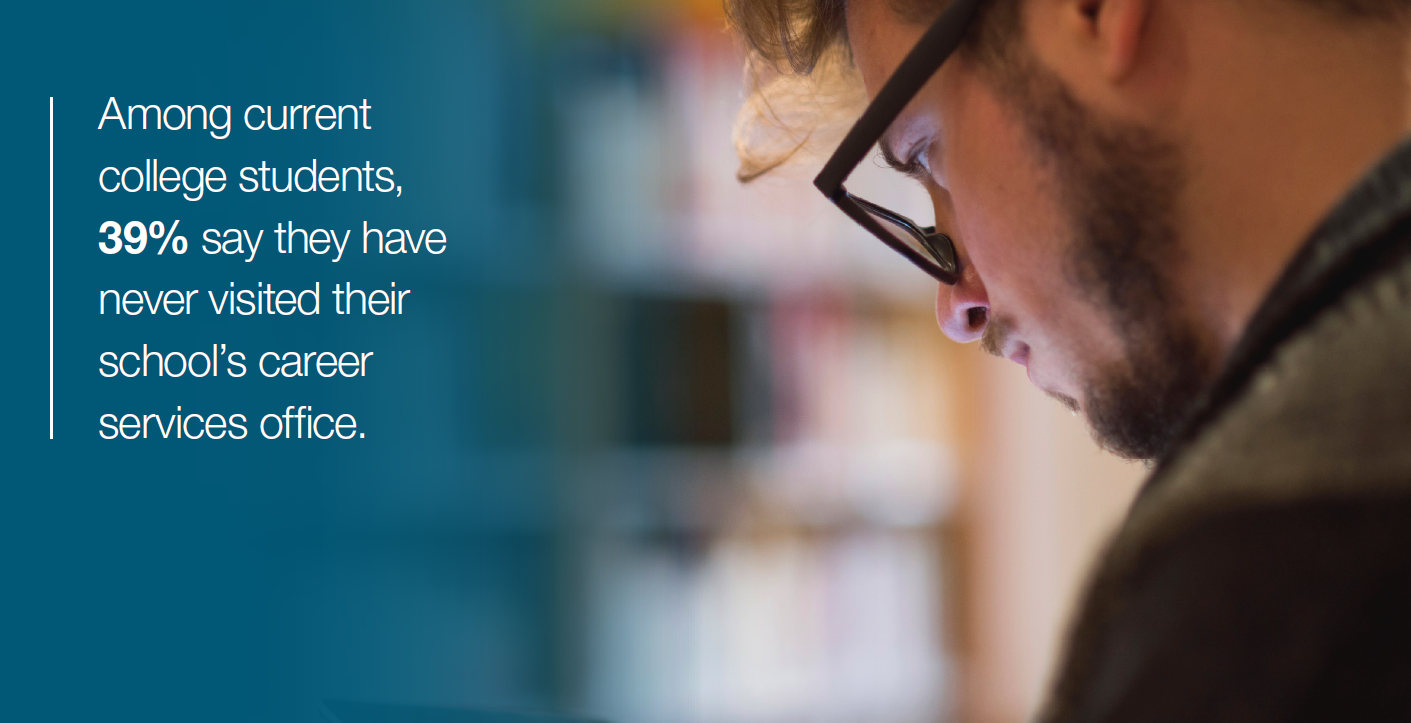 Among current
college students,
39% say they have
never visited their
school’s career
services office.